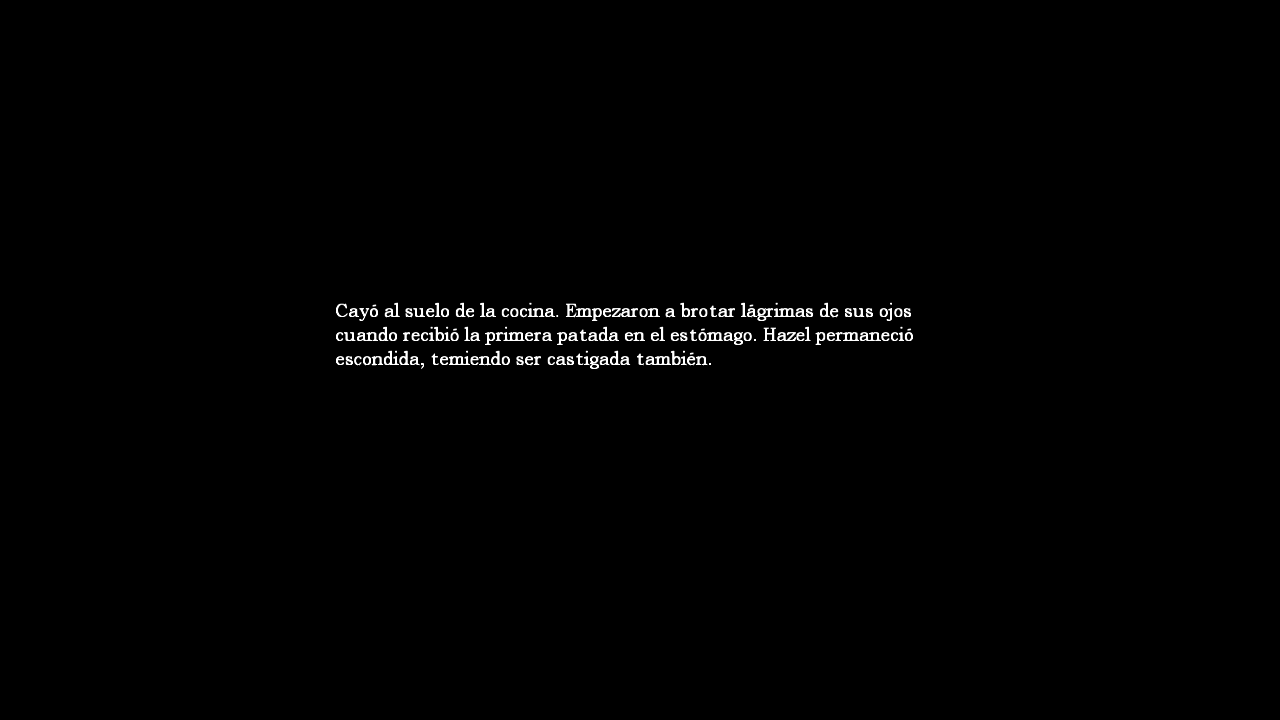 Cayó al suelo de la cocina. Empezaron a brotar lágrimas de sus ojos
cuando recibió la primera patada en el estómago. Hazel permaneció
escondida, temiendo ser castigada también.